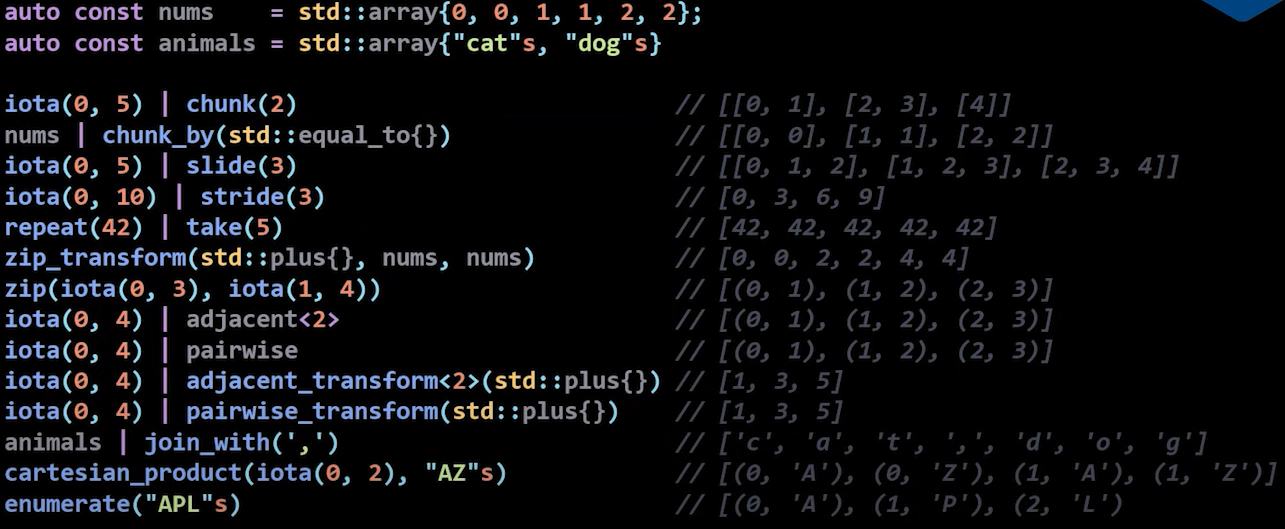 auto const nums    = std::array{0, 0, 1, 1, 2, 2};
auto const animals = std::array{"cat"s, "dog"s}
iota(0, 5) | chunk(2) // [[0, 1], [2, 3], [4]]
nums | chunk_by(std::equal_to{}) // [[0, 0], [1, 1], [2, 2]]
iota(0, 5) | slide(3) // [[0, 1, 2], [1, 2, 3], [2, 3, 4]]
iota(0, 10) | stride(3) // [0, 3, 6, 9]
repeat(42) | take(5) // [42, 42, 42, 42, 42]
zip_transform(std::plus{}, nums, nums) // [0, 0, 2, 2, 4, 4]
zip(iota(0, 3), iota(1, 4)) // [(0, 1), (1, 2), (2, 3)]
iota(0, 4) | adjacent<2> // [(0, 1), (1, 2), (2, 3)]
iota(0, 4) | pairwise // [(0, 1), (1, 2), (2, 3)]
iota(0, 4) | adjacent_transform<2>(std::plus{}) // [1, 3, 5]
iota(0, 4) | pairwise_transform(std::plus{}) // [1, 3, 5]
animals | join_with(',') // ['c', 'a', 't', ',', 'd', 'o', 'g']
cartesian_product(iota(0, 2), "AZ"s) // [(0, 'A'), (0, 'Z'), (1, 'A'), (1, 'Z')]
enumerate("APL"s) // [(0, 'A'), (1, 'P'), (2, 'L')